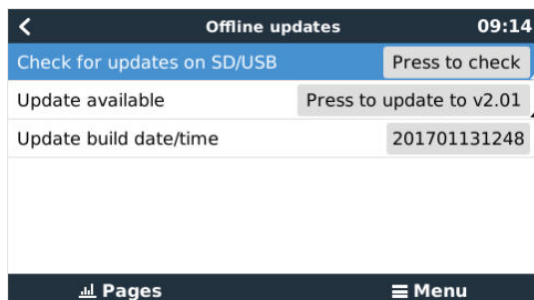 Offline updates 09:14
Check for updates on SD/USB Press to check
Update available Press to update to v2.01
Update build date/time 201701131248
Pages Menu